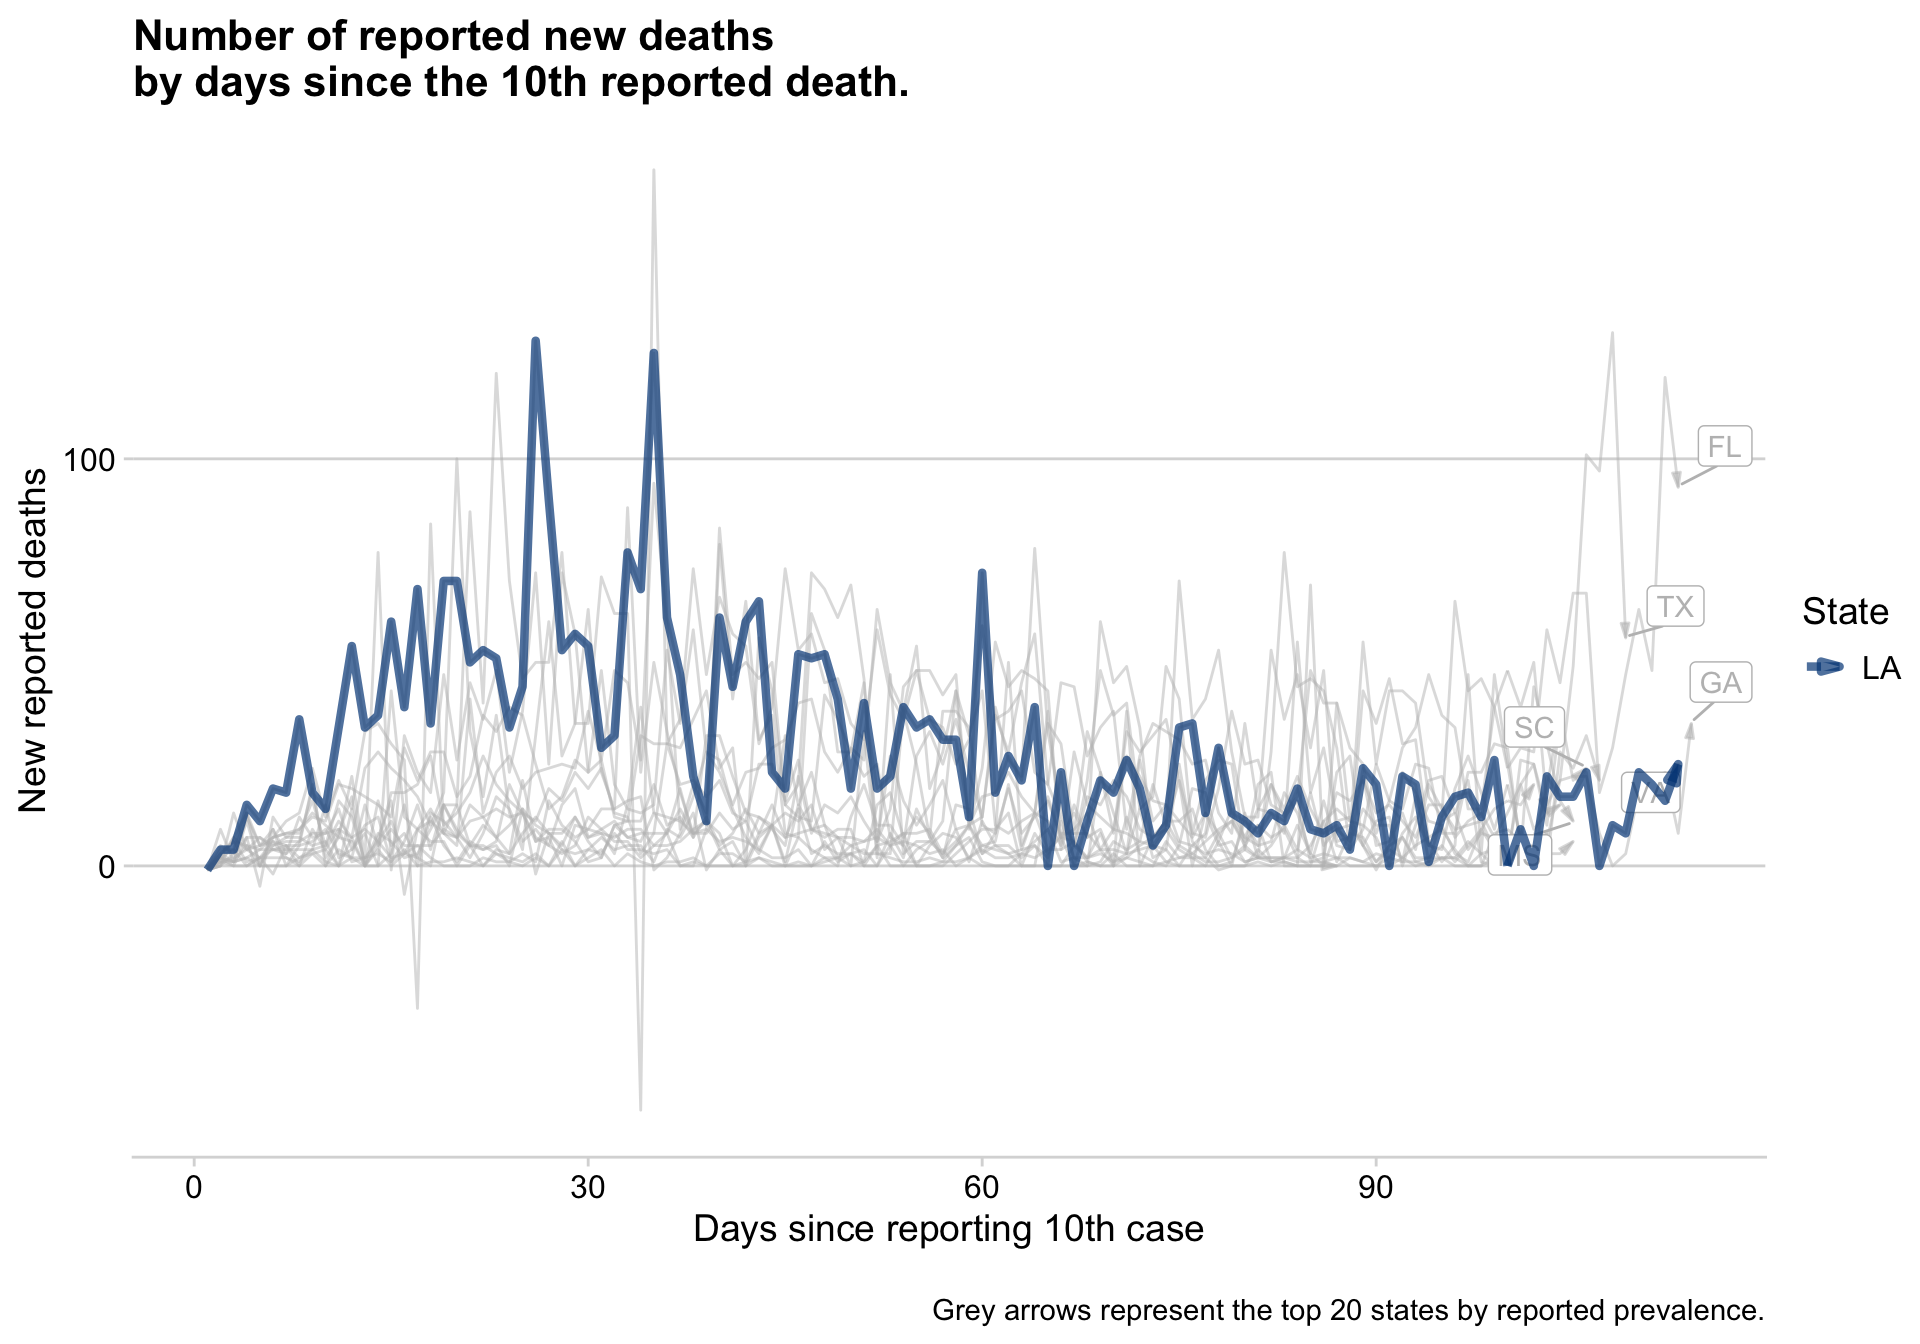 Number of reported new deaths
by days since the 10th reported death.
New reported deaths
100
0
FL
TX
GA
SC
State
LA
0
30
60
90
Days since reporting 10th case
Grey arrows represent the top 20 states by reported prevalence.